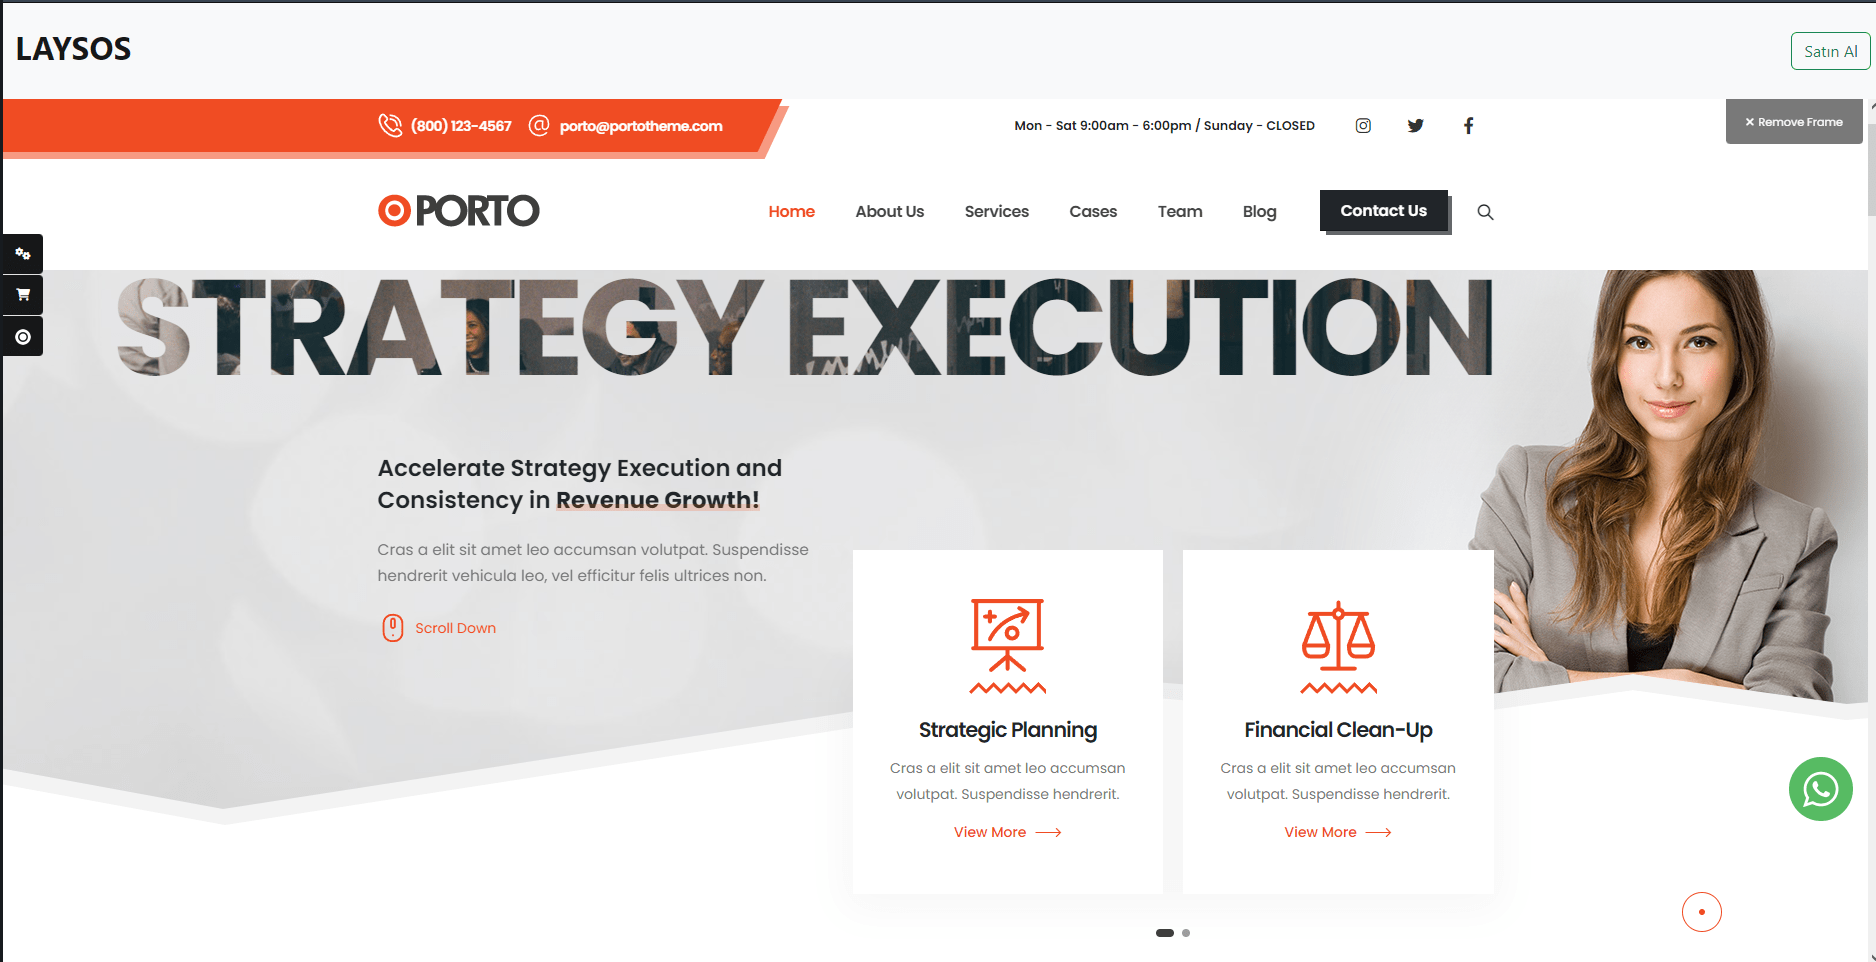 LAYSOS
Satın Al
(800) 123-4567 porto@portotheme.com
Mon - Sat 9:00am - 6:00pm / Sunday - CLOSED
× Remove Frame
PORTO
Home About Us Services Cases Team Blog Contact Us
STRATEGY EXECUTION
Accelerate Strategy Execution and
Consistency in Revenue Growth!
Cras a elit sit amet leo accumsan volutpat. Suspendisse
hendrerit vehicula leo, vel efficitur felis ultrices non.
Scroll Down
Strategic Planning
Cras a elit sit amet leo accumsan
volutpat. Suspendisse hendrerit.
View More
Financial Clean-Up
Cras a elit sit amet leo accumsan
volutpat. Suspendisse hendrerit.
View More